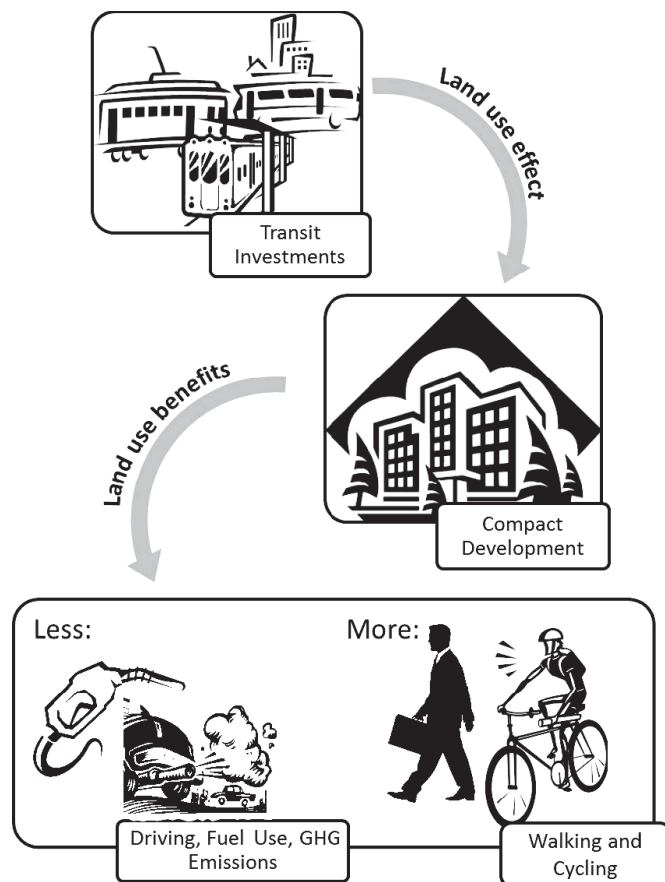 Land use effect
Transit
Investments
Land use benefits
Compact
Development
Less:
More:
Driving, Fuel Use, GHG
Emissions
Walking and
Cycling